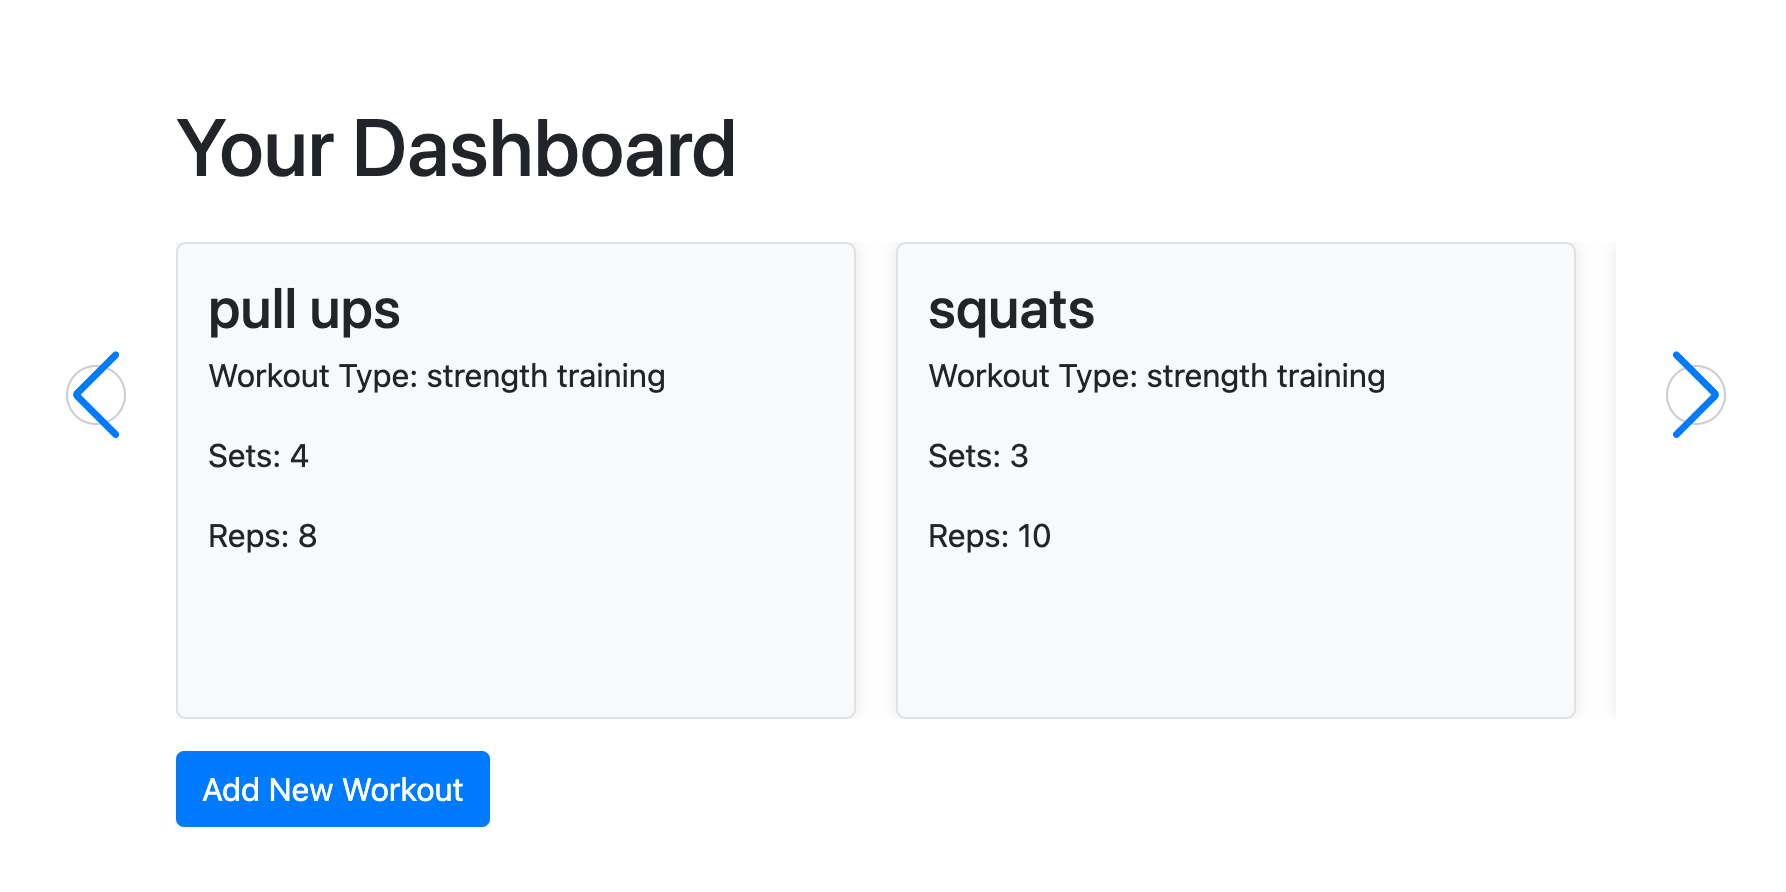 Your Dashboard
pull ups
Workout Type: strength training
Sets: 4
Reps: 8
squats
Workout Type: strength training
Sets: 3
Reps: 10
Add New Workout